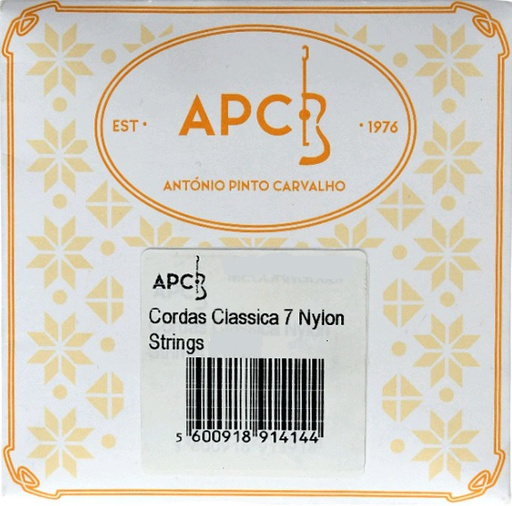 EST · APC · 1976
ANTÓNIO PINTO CARVALHO
APC
Cordas Classica 7 Nylon
Strings
5 600918 914144